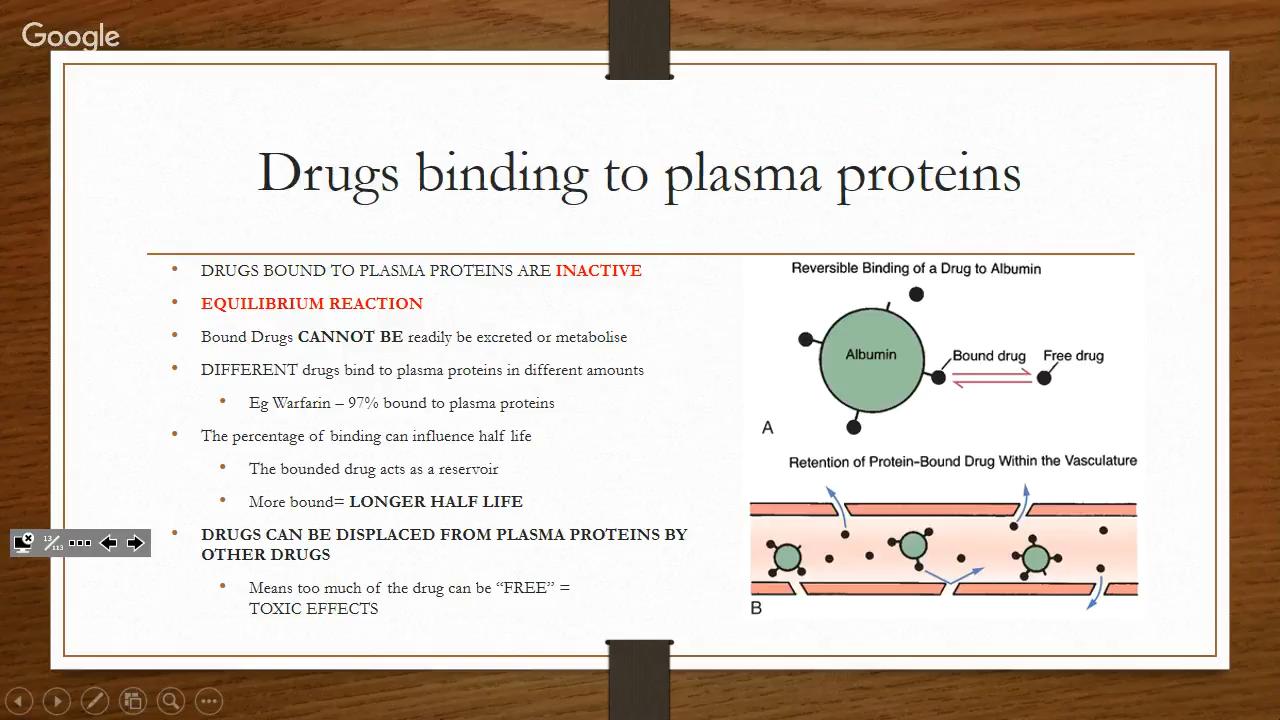 Google
Drugs binding to plasma proteins
• DRUGS BOUND TO PLASMA PROTEINS ARE INACTIVE
• EQUILIBRIUM REACTION
• Bound Drugs CANNOT BE readily be excreted or metabolise
• DIFFERENT drugs bind to plasma proteins in different amounts
• Eg Warfarin – 97% bound to plasma proteins
• The percentage of binding can influence half life
• The bounded drug acts as a reservoir
• More bound= LONGER HALF LIFE
• DRUGS CAN BE DISPLACED FROM PLASMA PROTEINS BY
OTHER DRUGS
• Means too much of the drug can be “FREE” =
TOXIC EFFECTS
Reversible Binding of a Drug to Albumin
Albumin
Bound drug
Free drug
A
Retention of Protein-Bound Drug Within the Vasculature
B
13/113